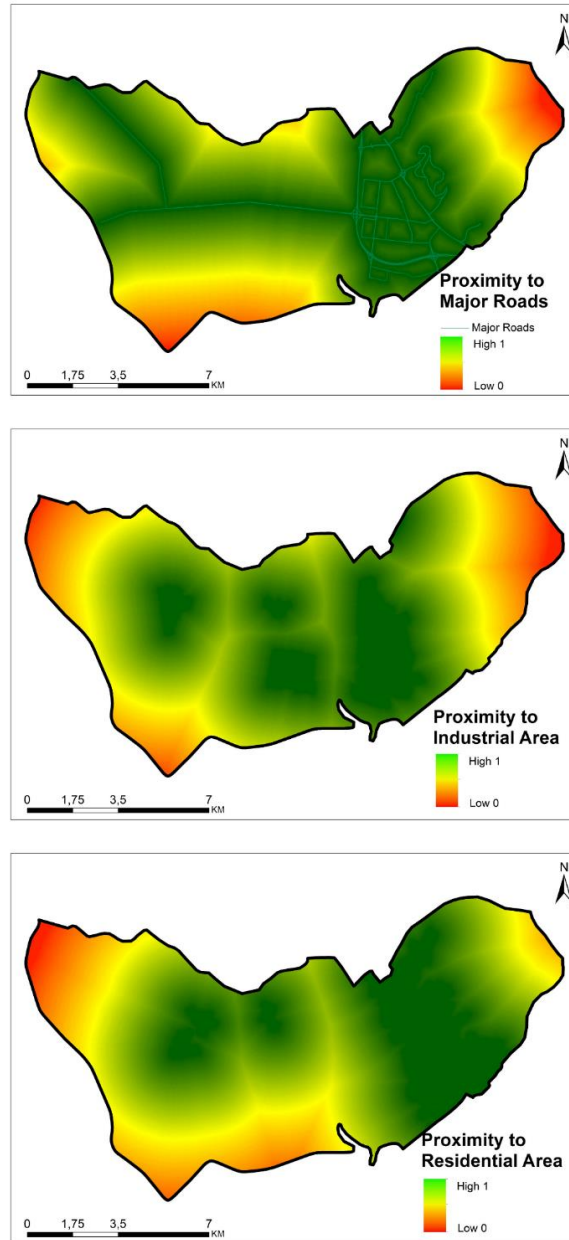 N
Proximity to
Major Roads
Major Roads
High 1
Low 0
0 1,75 3,5 7
KM
N
Proximity to
Industrial Area
High 1
Low 0
0 1,75 3,5 7
KM
N
Proximity to
Residential Area
High 1
Low 0
0 1,75 3,5 7
KM